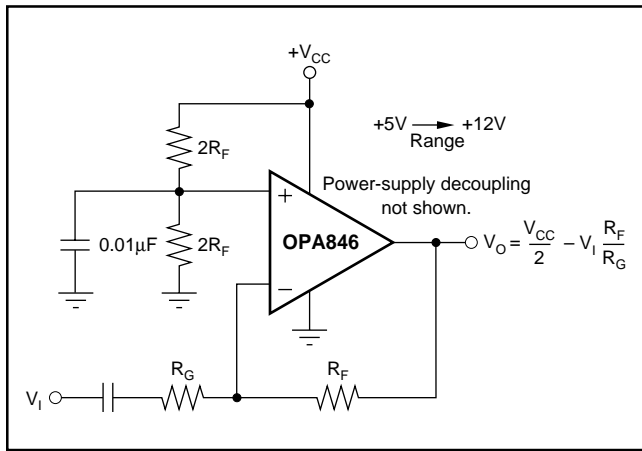 +V_CC
+5V → +12V
Range
2R_F
Power-supply decoupling
not shown.
+
OPA846
0.01μF
2R_F
V_O = V_CC/2 − V_I R_F/R_G
−
R_G
R_F
V_I